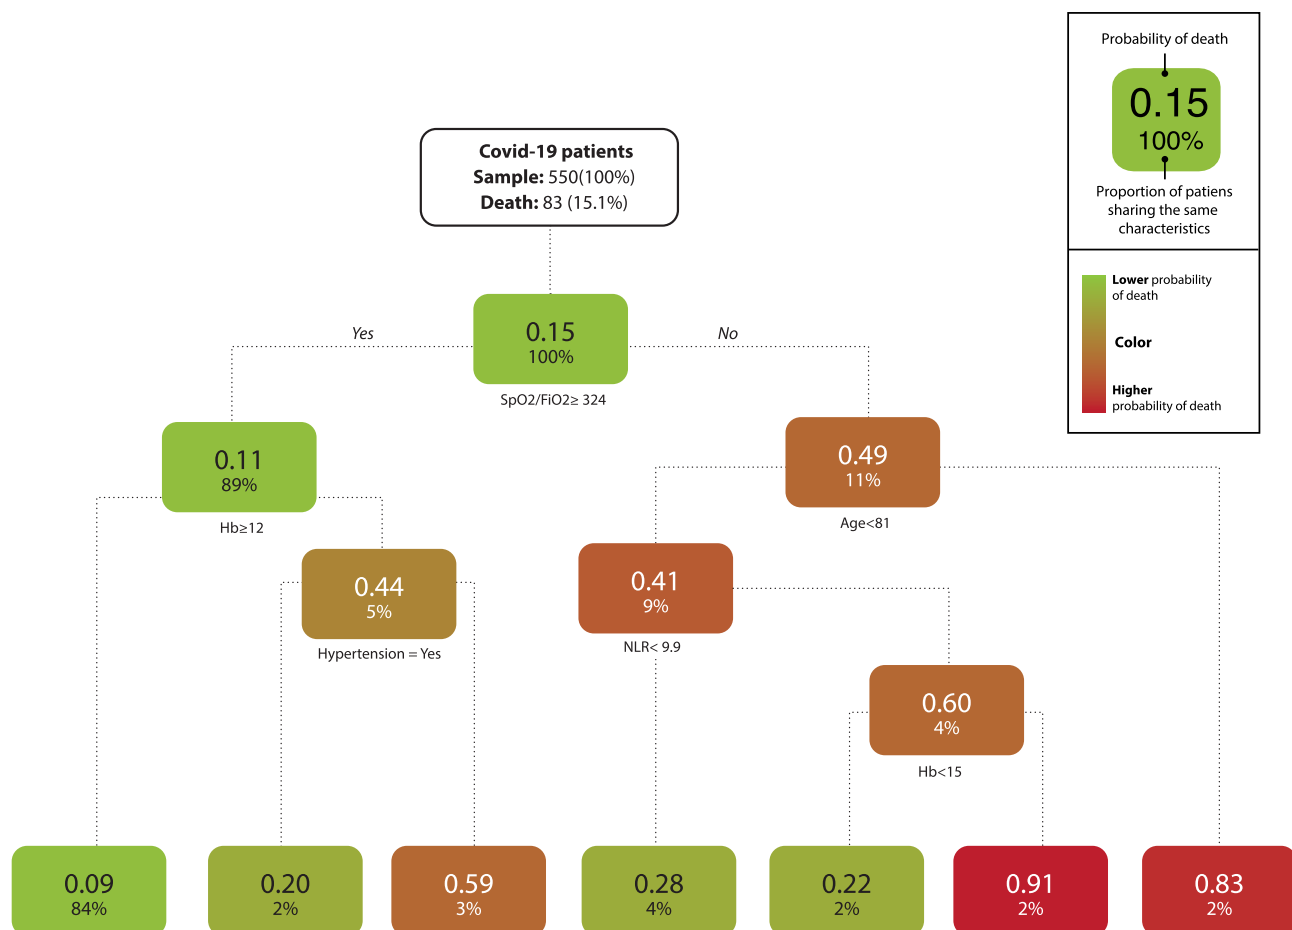 Probability of death
0.15
100%
Proportion of patiens
sharing the same
characteristics
Lower probability
of death
Color
Higher
probability of death
Covid-19 patients
Sample: 550(100%)
Death: 83 (15.1%)
Yes
No
0.15
100%
SpO2/FiO2≥ 324
0.11
89%
Hb≥12
0.49
11%
Age<81
0.44
5%
Hypertension = Yes
0.41
9%
NLR< 9.9
0.60
4%
Hb<15
0.09
84%
0.20
2%
0.59
3%
0.28
4%
0.22
2%
0.91
2%
0.83
2%